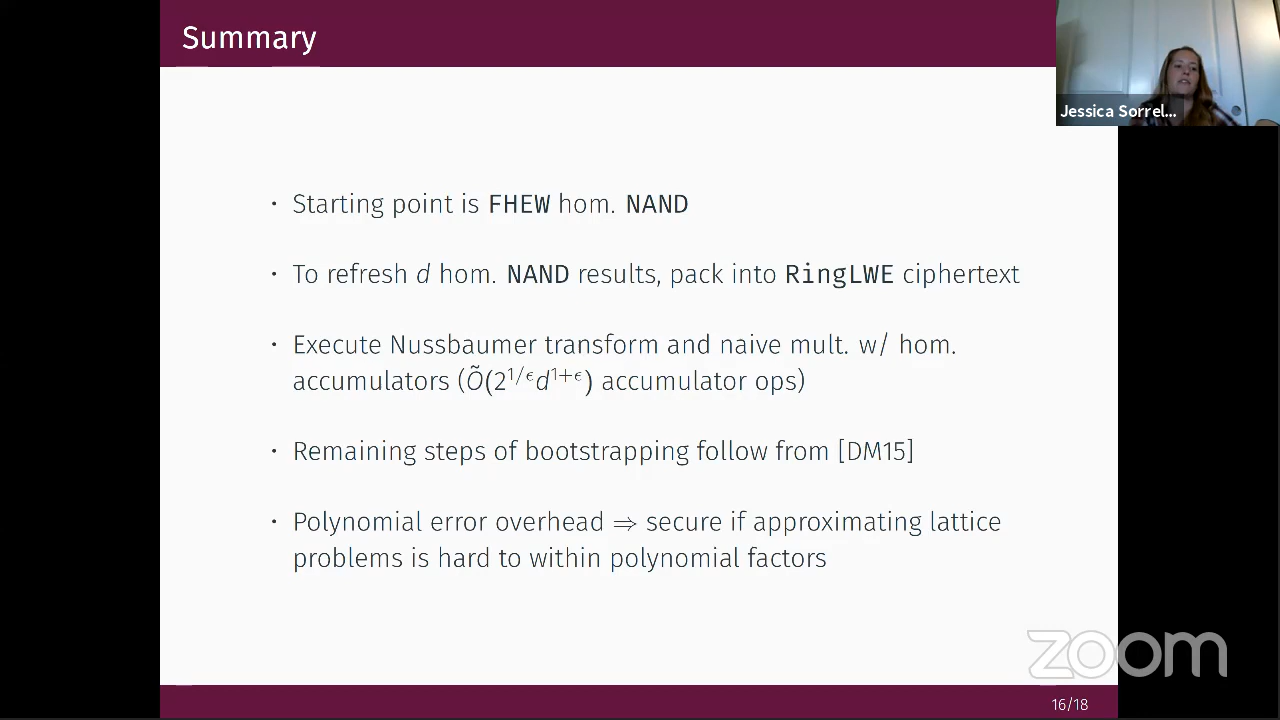 Summary
Jessica Sorrel...
· Starting point is FHEW hom. NAND
· To refresh d hom. NAND results, pack into RingLWE ciphertext
· Execute Nussbaumer transform and naive mult. w/ hom.
accumulators (Õ(2^{1/ϵ}d^{1+ϵ}) accumulator ops)
· Remaining steps of bootstrapping follow from [DM15]
· Polynomial error overhead ⇒ secure if approximating lattice
problems is hard to within polynomial factors
zoom
16/18